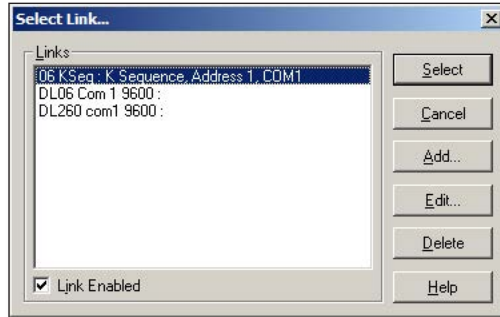 Select Link...
Links
06 KSeq : K Sequence, Address 1, COM1
DL06 Com 1 9600 :
DL260 com1 9600 :
Link Enabled
Select
Cancel
Add...
Edit...
Delete
Help